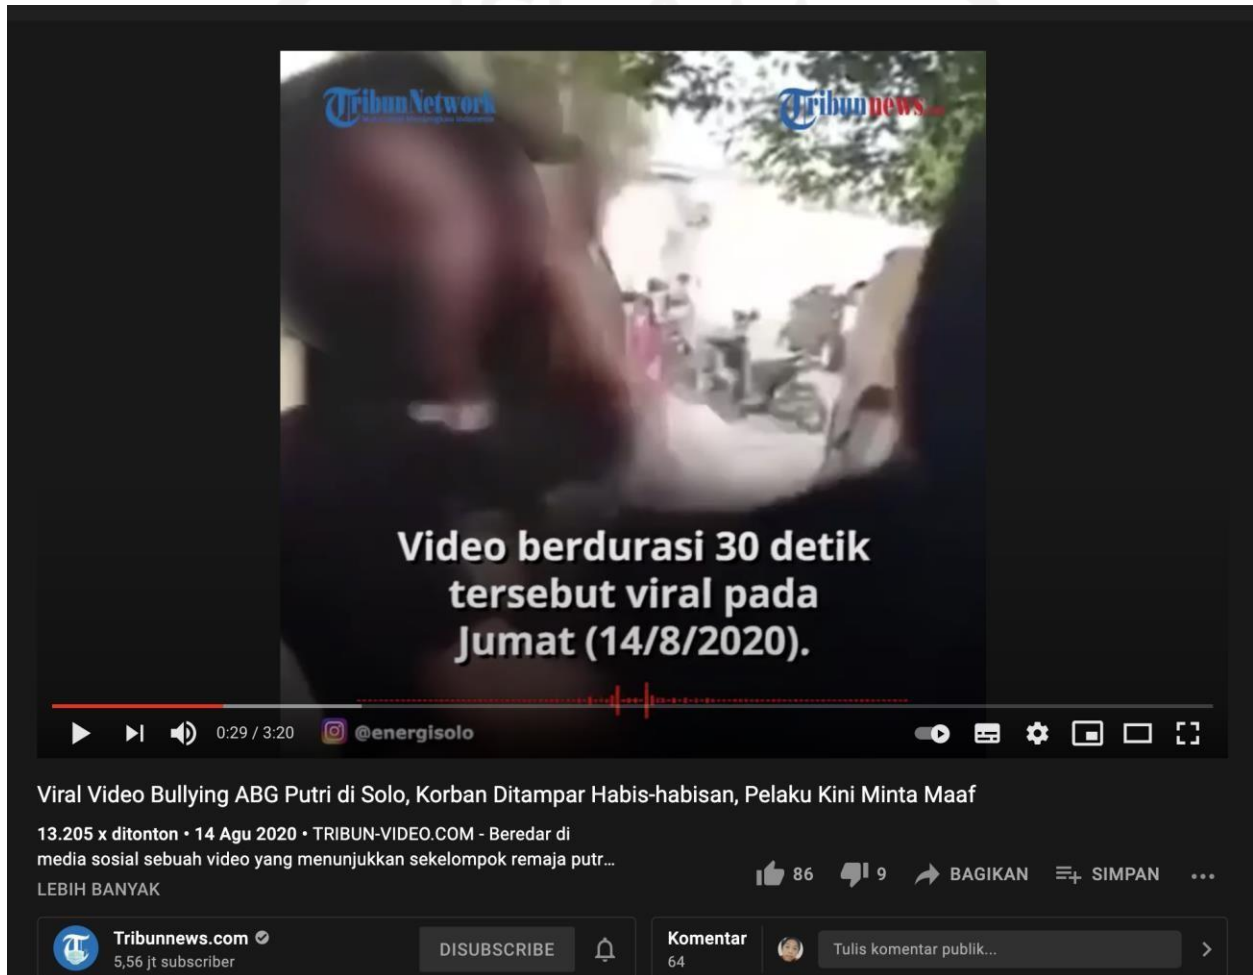 TribunNetwork
Tribunnews
Video berdurasi 30 detik
tersebut viral pada
Jumat (14/8/2020).
0:29 / 3:20
@energisolo
Viral Video Bullying ABG Putri di Solo, Korban Ditampar Habis-habisan, Pelaku Kini Minta Maaf
13.205 x ditonton • 14 Agu 2020 • TRIBUN-VIDEO.COM - Beredar di
media sosial sebuah video yang menunjukkan sekelompok remaja putr...
LEBIH BANYAK
86 9 BAGIKAN SIMPAN
Tribunnews.com
5,56 jt subscriber
DISUBSCRIBE
Komentar
64
Tulis komentar publik...